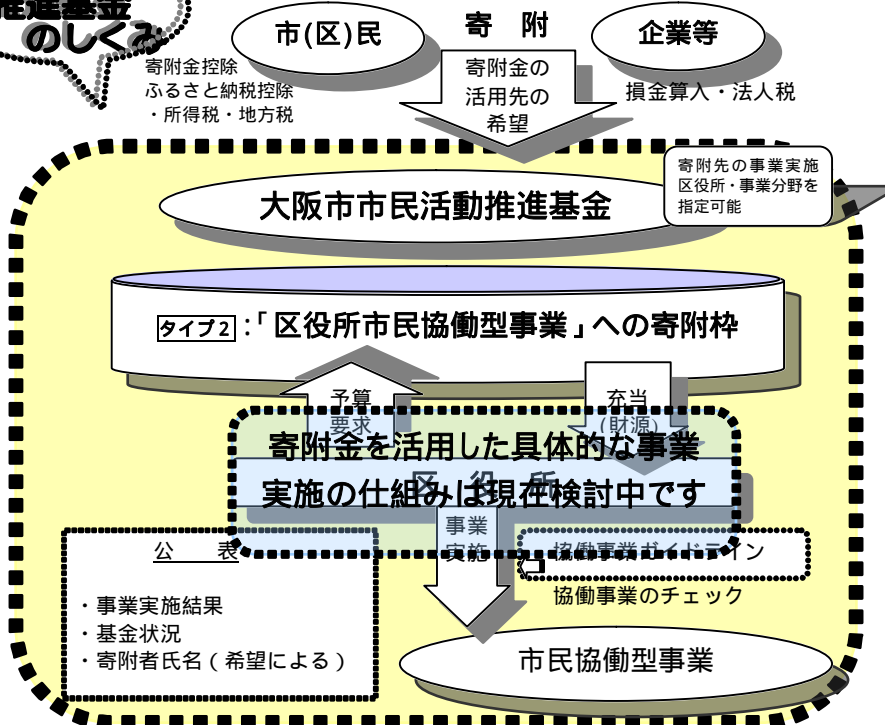 推進基金
のしくみ
市(区)民
寄 附
企業等
寄附金控除
ふるさと納税控除
・所得税・地方税
寄附金の
活用先の
希望
損金算入・法人税
寄附先の事業実施
区役所・事業分野を
指定可能
大阪市市民活動推進基金
タイプ2:「区役所市民協働型事業」への寄附枠
予算
要求
充当
(財源)
寄附金を活用した具体的な事業
区 役 所
実施の仕組みは現在検討中です
事業
実施
公 表
・事業実施結果
・基金状況
・寄附者氏名(希望による)
協働事業ガイドライン
協働事業のチェック
市民協働型事業